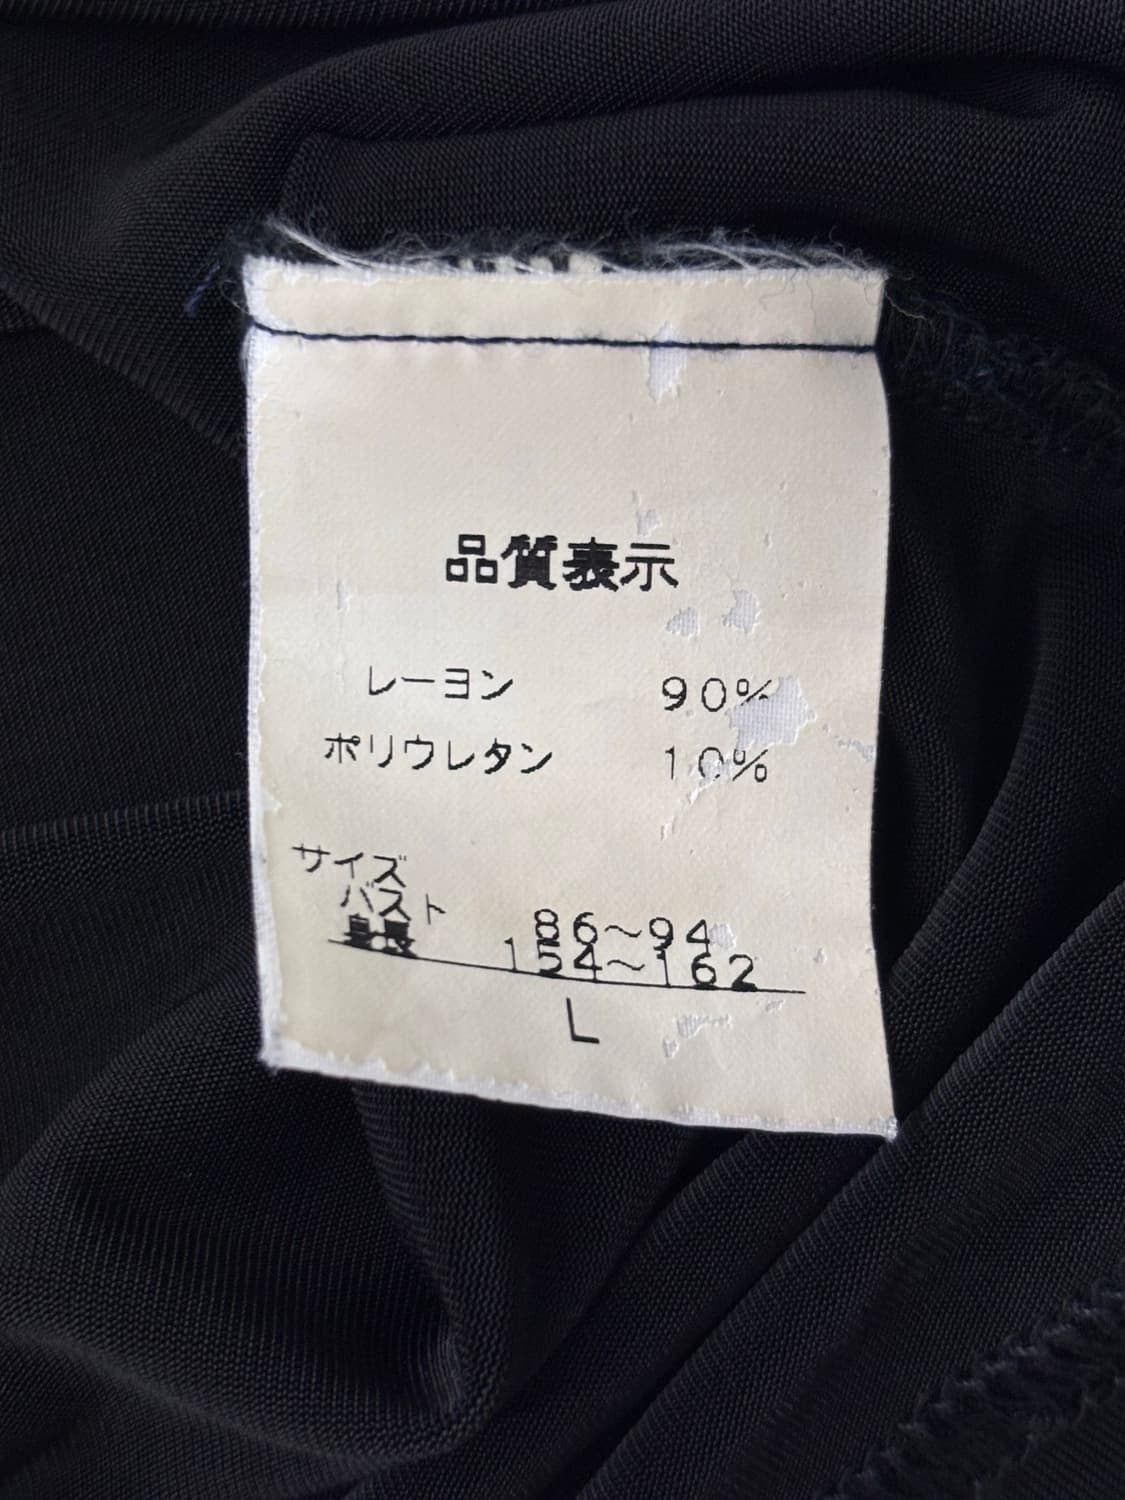 品質表示
レーヨン 90%
ポリウレタン 10%
サイズ
バスト 86〜94
身長 154〜162
L